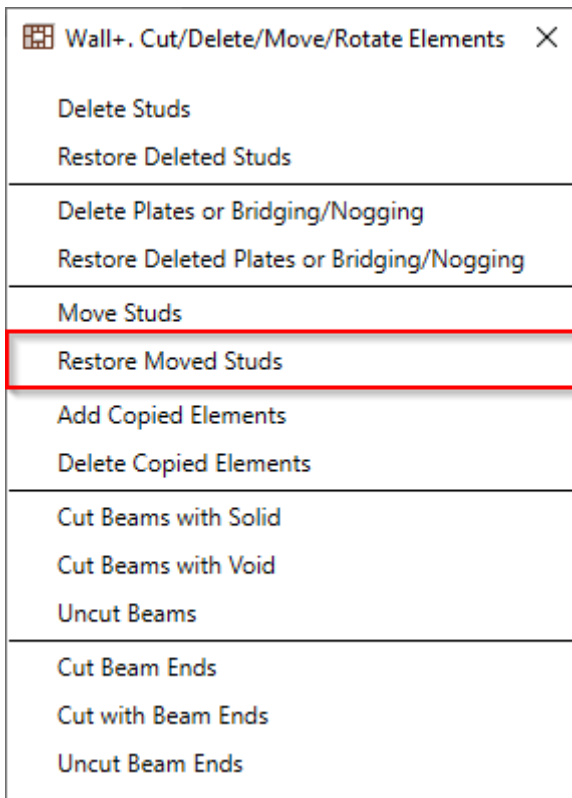 Wall+. Cut/Delete/Move/Rotate Elements
Delete Studs
Restore Deleted Studs
Delete Plates or Bridging/Nogging
Restore Deleted Plates or Bridging/Nogging
Move Studs
Restore Moved Studs
Add Copied Elements
Delete Copied Elements
Cut Beams with Solid
Cut Beams with Void
Uncut Beams
Cut Beam Ends
Cut with Beam Ends
Uncut Beam Ends